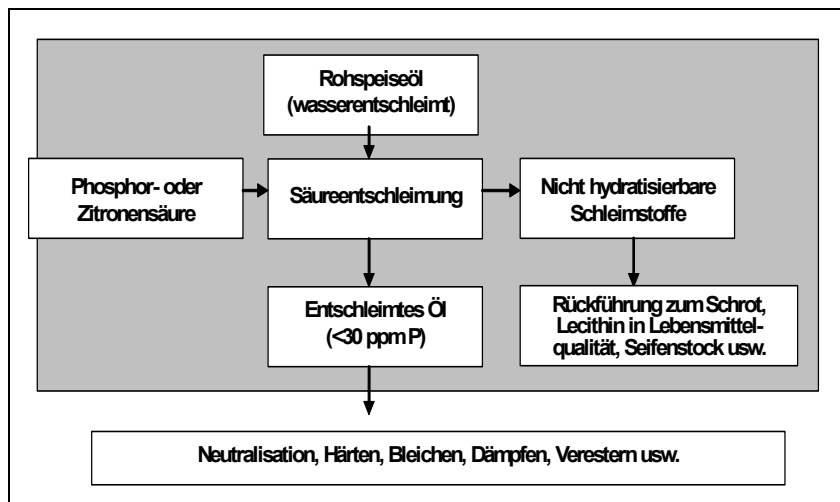 Rohspeiseöl
(wasserentschleimt)
Phosphor- oder
Zitronensäure
Säureentschleimung
Nicht hydratisierbare
Schleimstoffe
Entschleimtes Öl
(<30 ppm P)
Rückführung zum Schrot,
Lecithin in Lebensmittel-
qualität, Seifenstock usw.
Neutralisation, Härten, Bleichen, Dämpfen, Verestern usw.